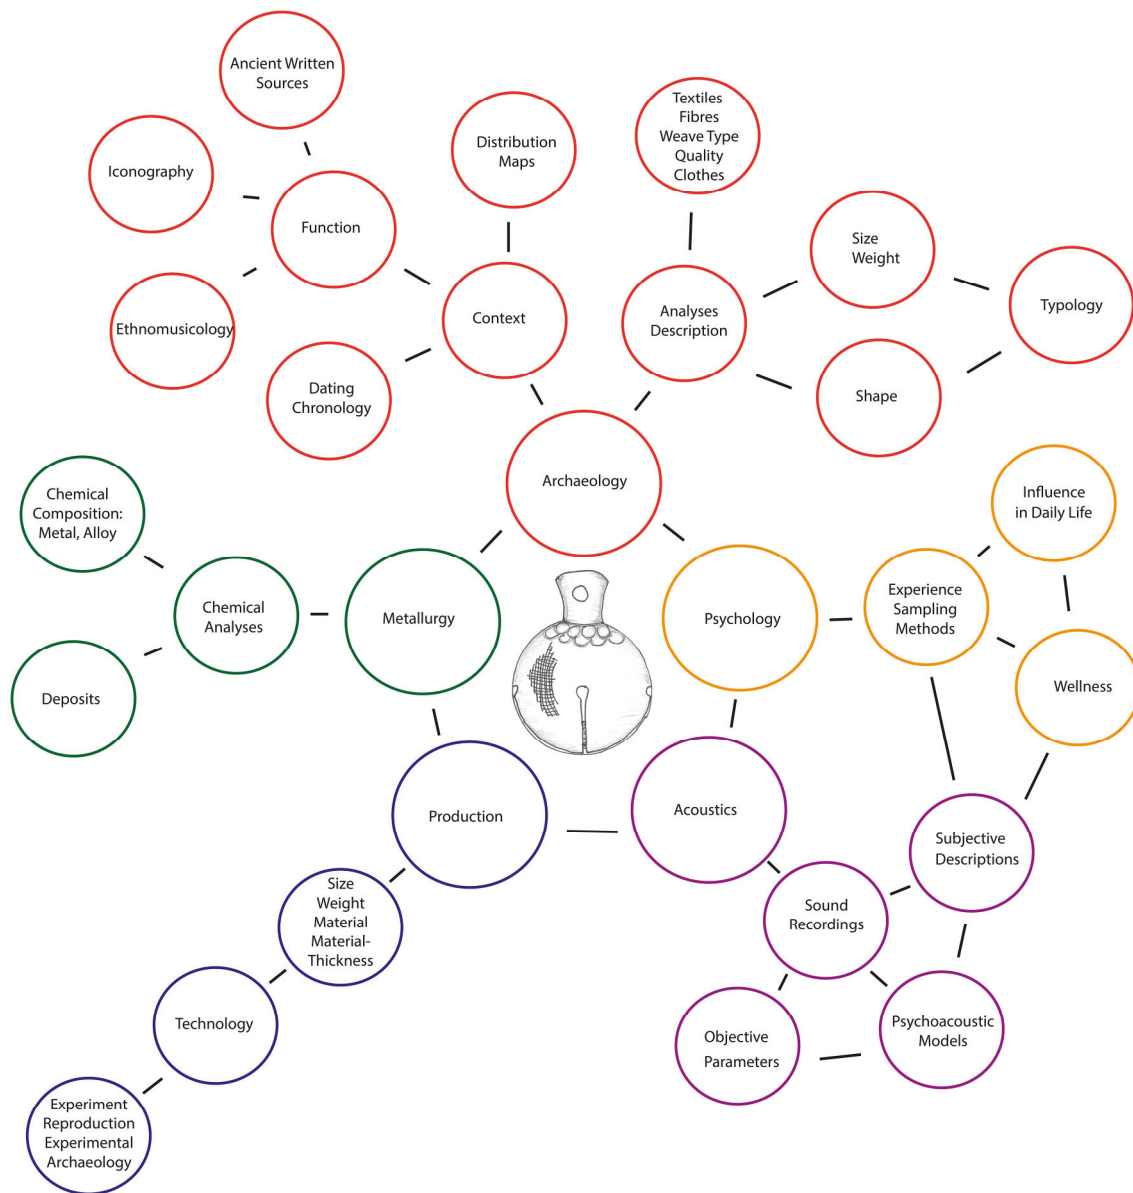 Ancient Written
Sources
Iconography
Function
Ethnomusicology
Distribution
Maps
Context
Dating
Chronology
Textiles
Fibres
Weave Type
Quality
Clothes
Analyses
Description
Size
Weight
Typology
Shape
Archaeology
Chemical
Composition:
Metal, Alloy
Chemical
Analyses
Metallurgy
Deposits
Psychology
Experience
Sampling
Methods
Influence
in Daily Life
Wellness
Production
Acoustics
Subjective
Descriptions
Sound
Recordings
Size
Weight
Material
Material-
Thickness
Technology
Experiment
Reproduction
Experimental
Archaeology
Objective
Parameters
Psychoacoustic
Models